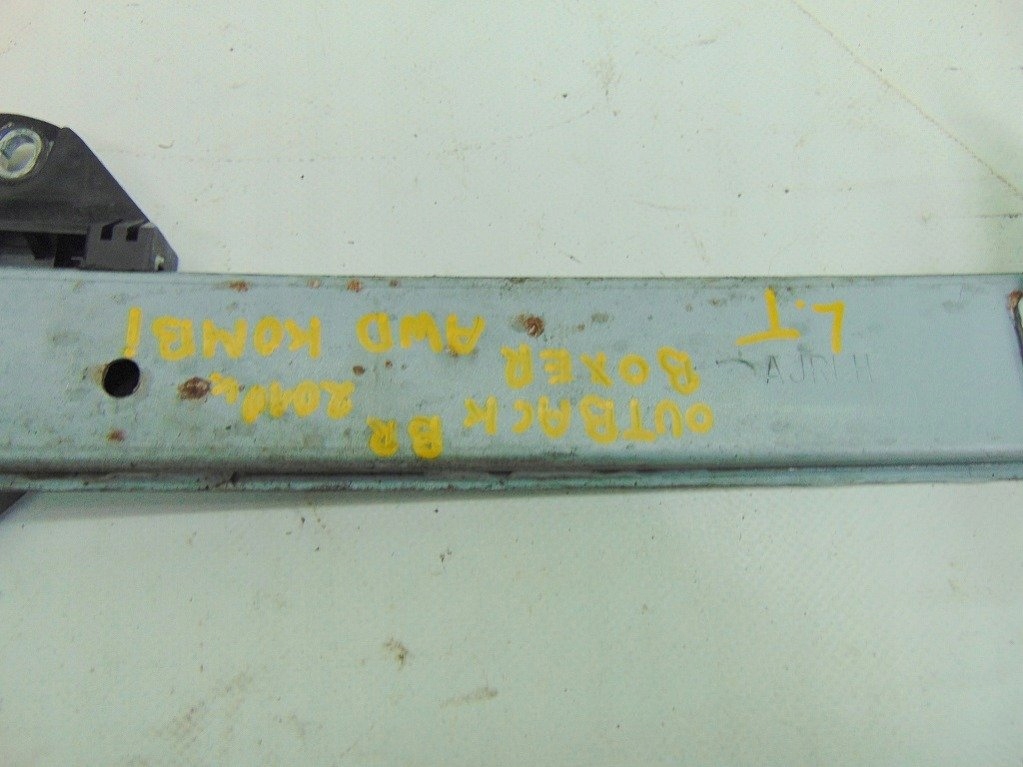 OUTBACK BR 2010r
BOXER AWD KOMBI
L.T